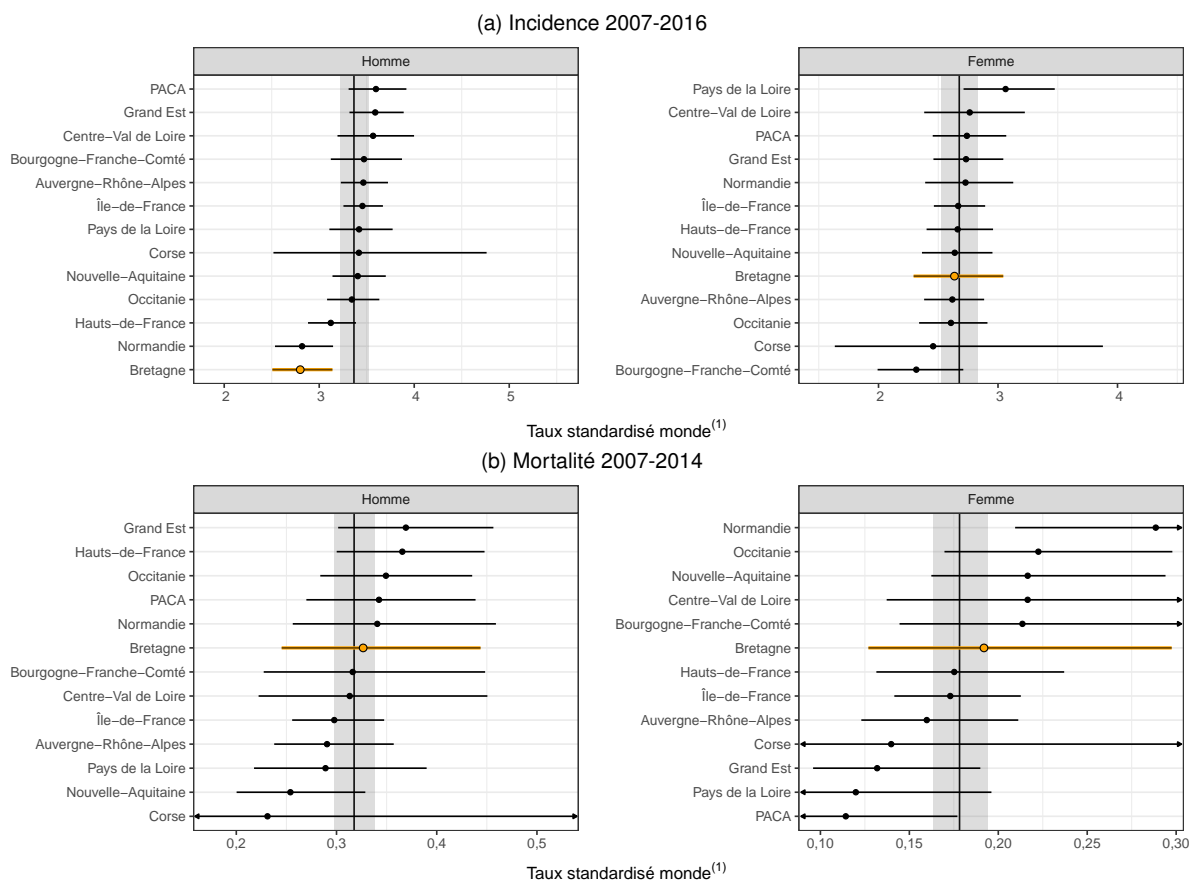 (a) Incidence 2007-2016
Homme
PACA
Grand Est
Centre−Val de Loire
Bourgogne−Franche−Comté
Auvergne−Rhône−Alpes
Île−de−France
Pays de la Loire
Corse
Nouvelle−Aquitaine
Occitanie
Hauts−de−France
Normandie
Bretagne
2 3 4 5
Femme
Pays de la Loire
Centre−Val de Loire
PACA
Grand Est
Normandie
Île−de−France
Hauts−de−France
Nouvelle−Aquitaine
Bretagne
Auvergne−Rhône−Alpes
Occitanie
Corse
Bourgogne−Franche−Comté
2 3 4
Taux standardisé monde(1)
(b) Mortalité 2007-2014
Homme
Grand Est
Hauts−de−France
Occitanie
PACA
Normandie
Bretagne
Bourgogne−Franche−Comté
Centre−Val de Loire
Île−de−France
Auvergne−Rhône−Alpes
Pays de la Loire
Nouvelle−Aquitaine
Corse
0,2 0,3 0,4 0,5
Femme
Normandie
Occitanie
Nouvelle−Aquitaine
Centre−Val de Loire
Bourgogne−Franche−Comté
Bretagne
Hauts−de−France
Île−de−France
Auvergne−Rhône−Alpes
Corse
Grand Est
Pays de la Loire
PACA
0,10 0,15 0,20 0,25 0,30
Taux standardisé monde(1)